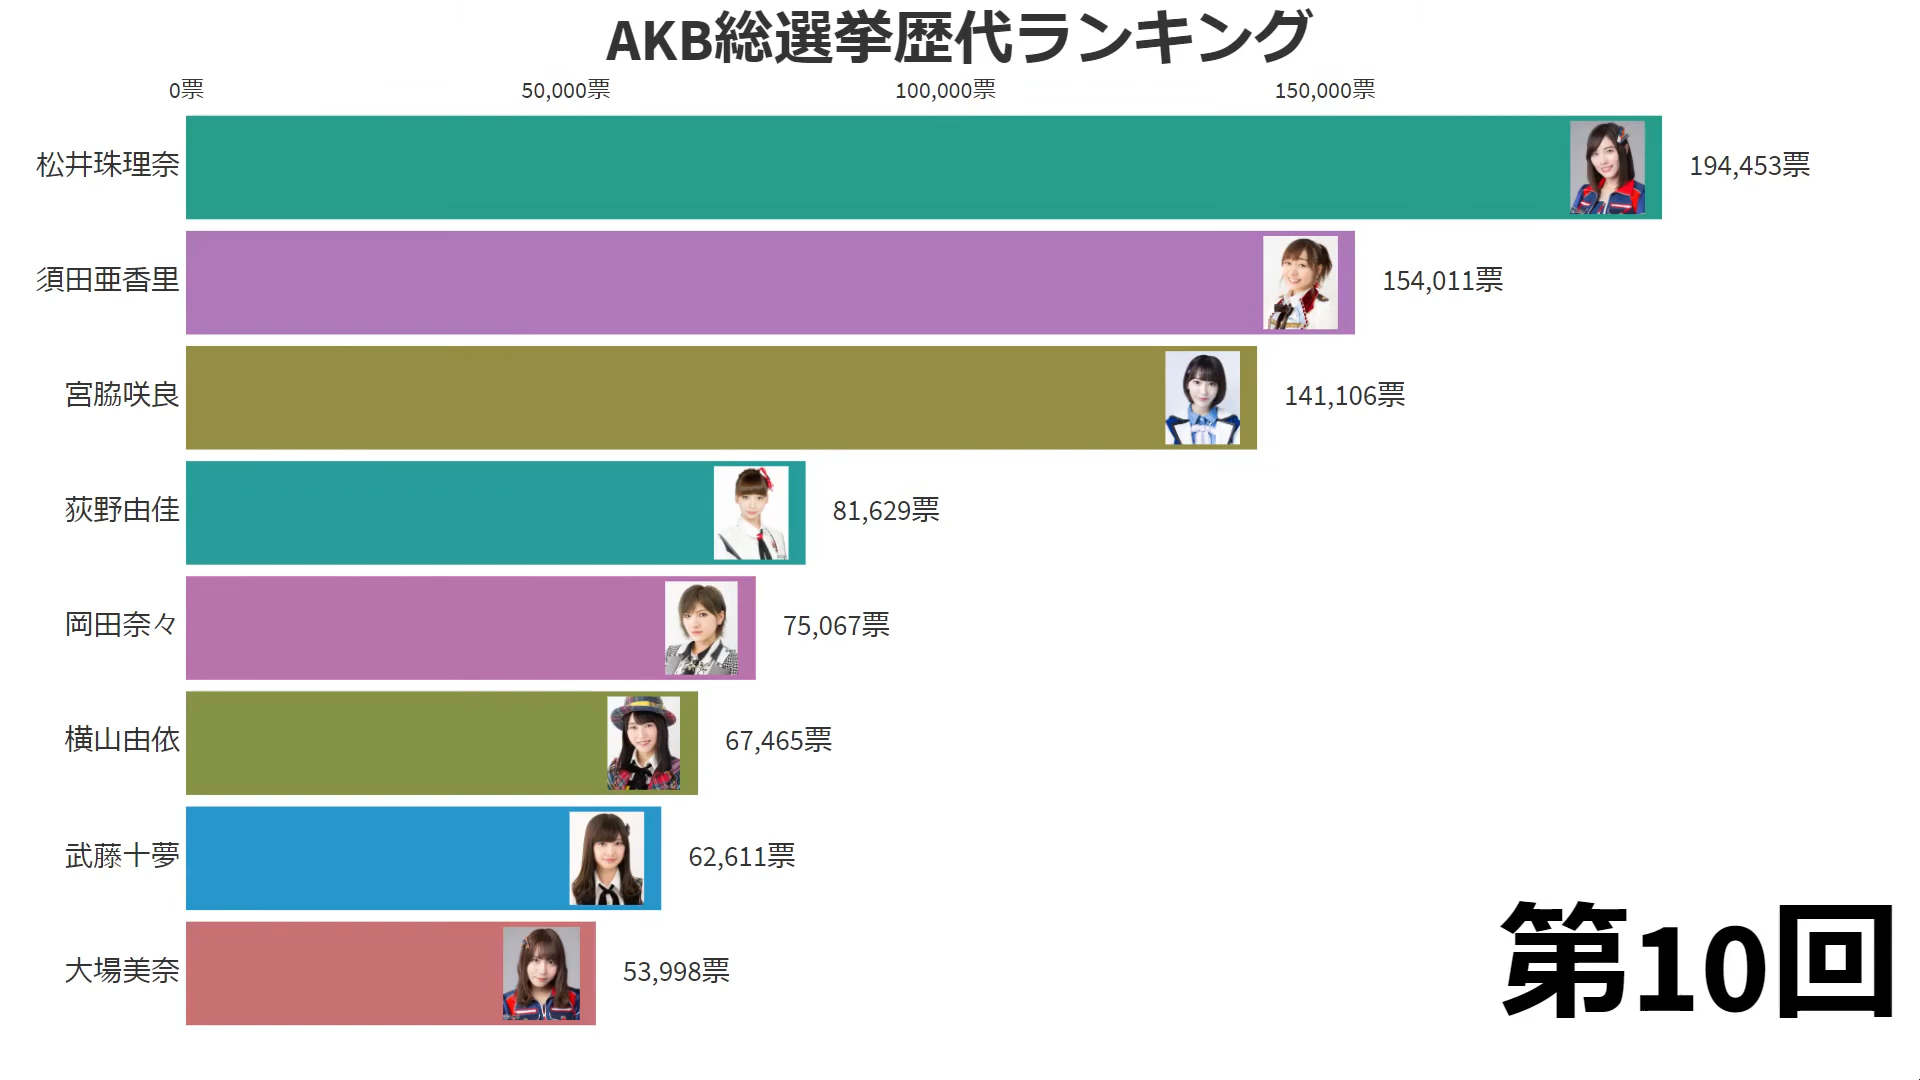 AKB総選挙歴代ランキング
0票 50,000票 100,000票 150,000票
松井珠理奈 194,453票
須田亜香里 154,011票
宮脇咲良 141,106票
荻野由佳 81,629票
岡田奈々 75,067票
横山由依 67,465票
武藤十夢 62,611票
大場美奈 53,998票
第10回